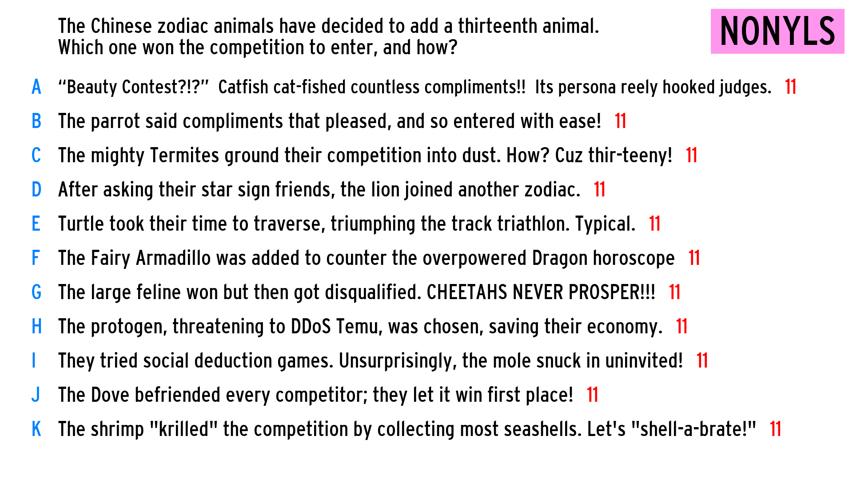 The Chinese zodiac animals have decided to add a thirteenth animal.
Which one won the competition to enter, and how?
NONYLS
A “Beauty Contest?!?” Catfish cat-fished countless compliments!! Its persona reely hooked judges. 11
B The parrot said compliments that pleased, and so entered with ease! 11
C The mighty Termites ground their competition into dust. How? Cuz thir-teeny! 11
D After asking their star sign friends, the lion joined another zodiac. 11
E Turtle took their time to traverse, triumphing the track triathlon. Typical. 11
F The Fairy Armadillo was added to counter the overpowered Dragon horoscope 11
G The large feline won but then got disqualified. CHEETAHS NEVER PROSPER!!! 11
H The protogen, threatening to DDoS Temu, was chosen, saving their economy. 11
I They tried social deduction games. Unsurprisingly, the mole snuck in uninvited! 11
J The Dove befriended every competitor; they let it win first place! 11
K The shrimp "krilled" the competition by collecting most seashells. Let's "shell-a-brate!" 11